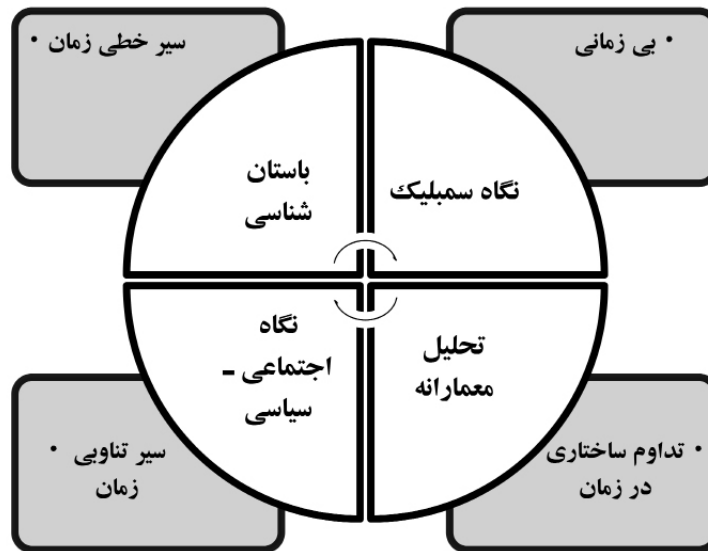 • بی زمانی
• سیر خطی زمان
نگاه سمبلیک
باستان
شناسی
تحلیل
معمارانه
نگاه
اجتماعی -
سیاسی
• تداوم ساختاری
در زمان
• سیر تناوبی
زمان